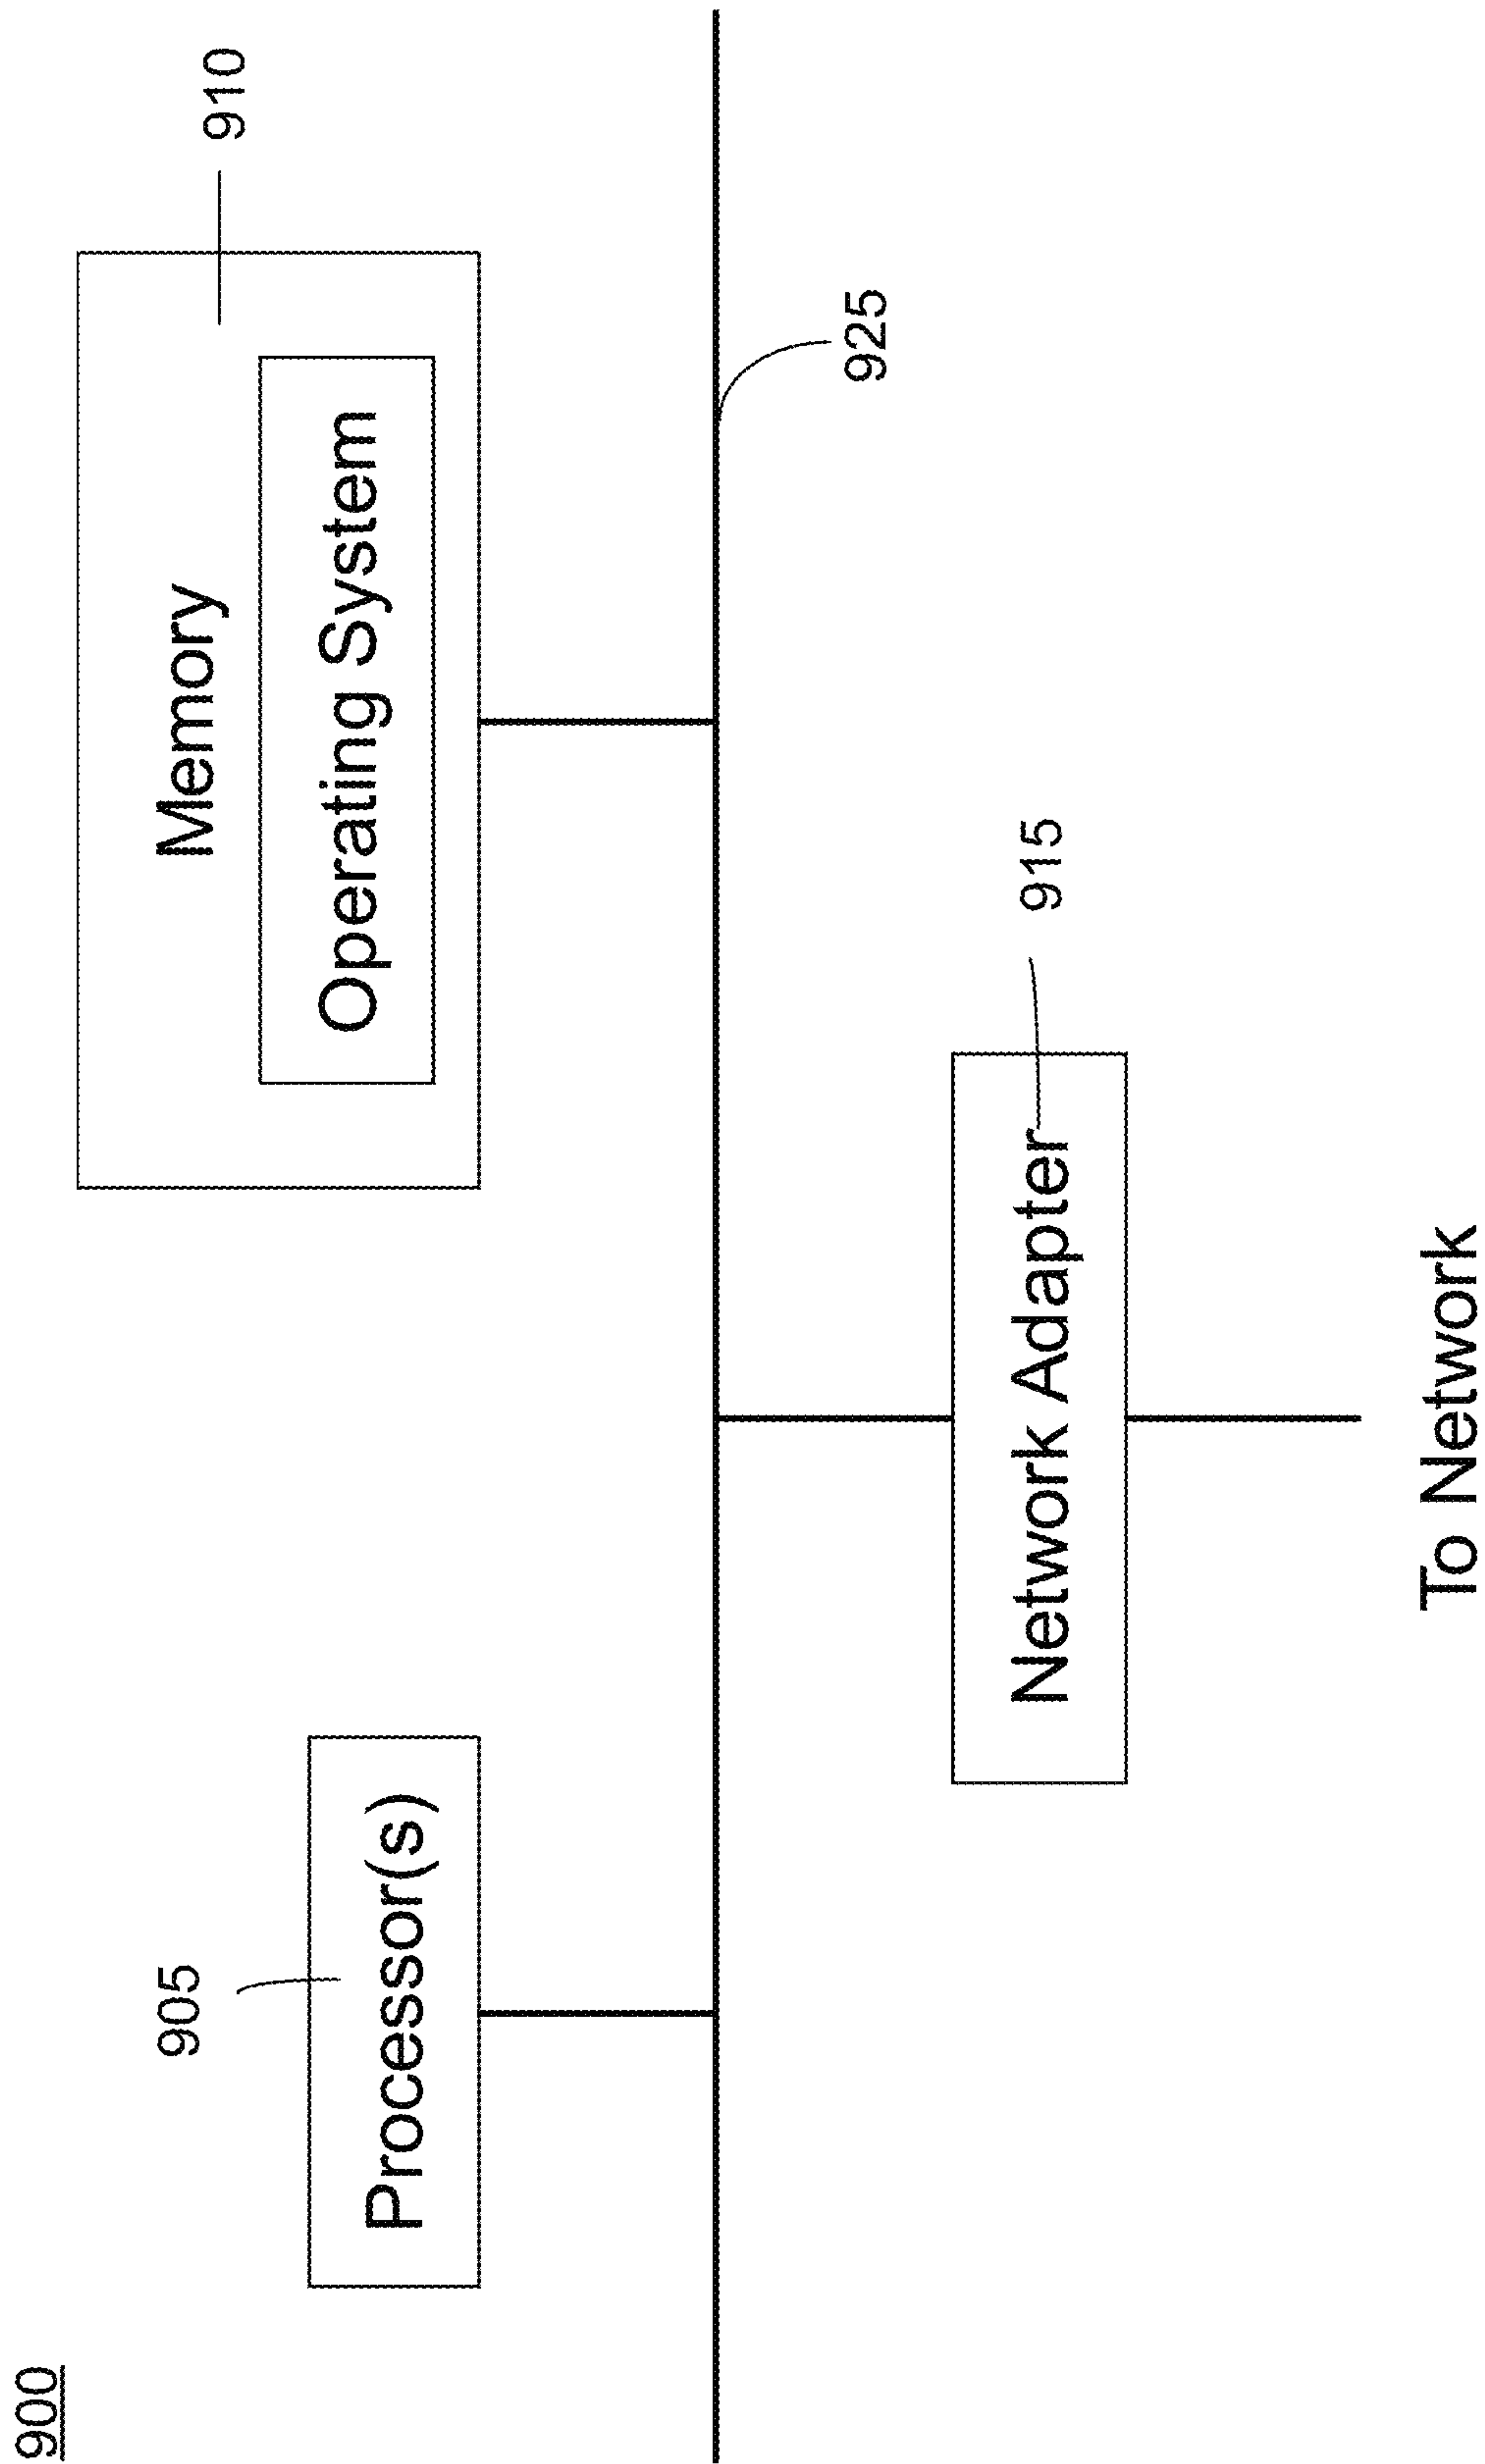 900
905
Processor(s)
910
Memory
Operating System
925
915
Network Adapter
To Network